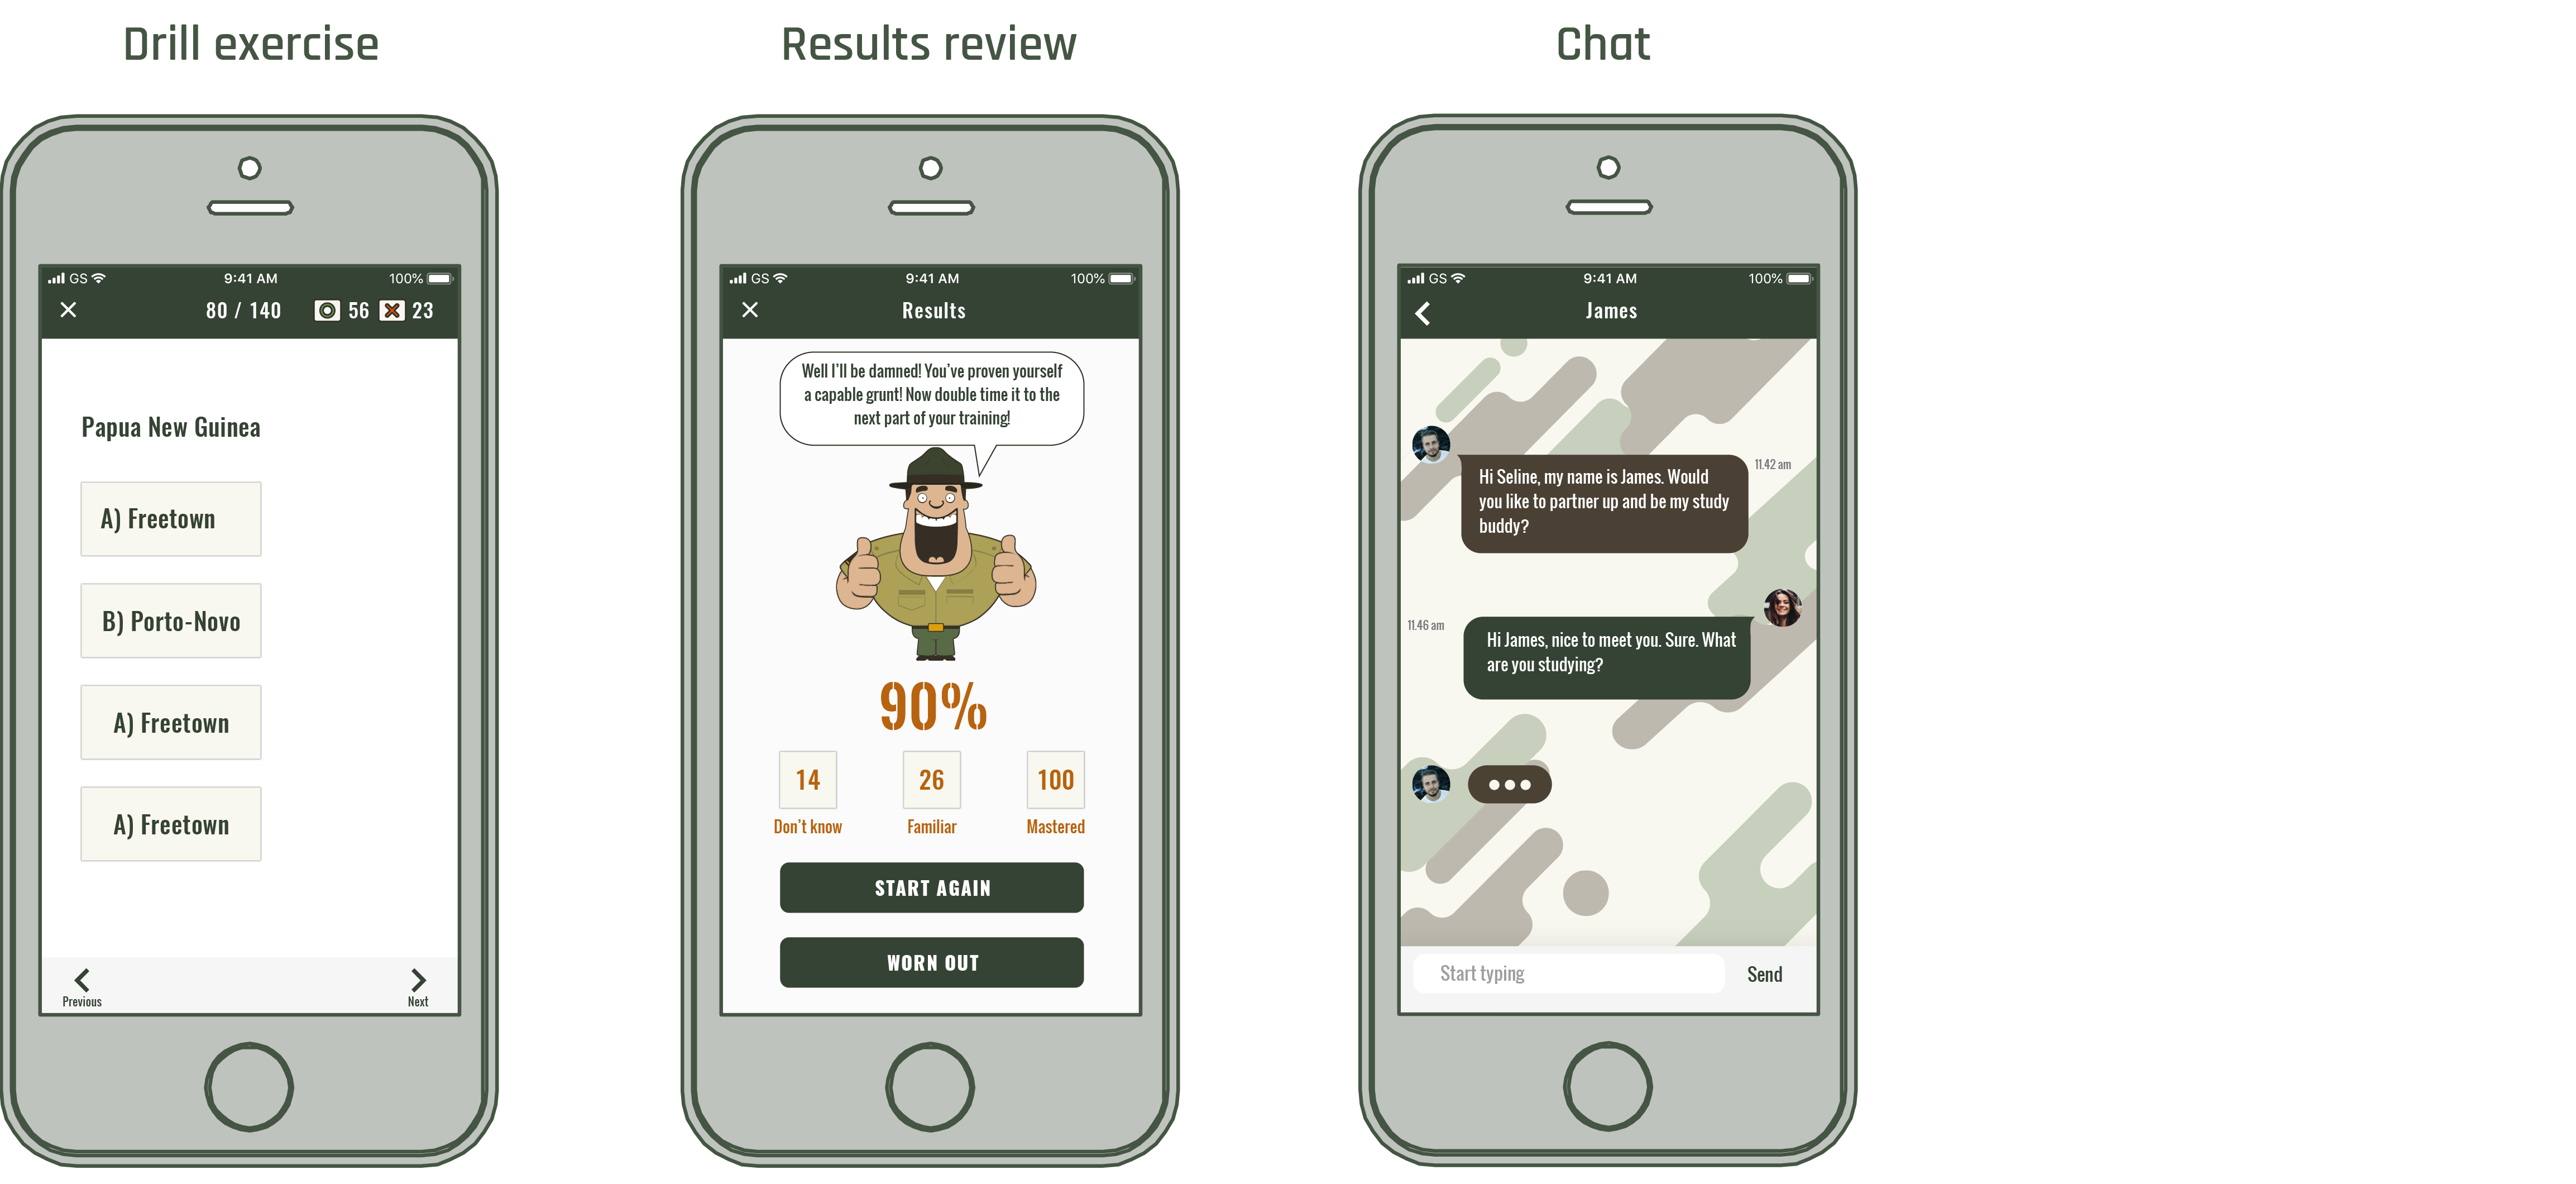 Drill exercise
GS
9:41 AM
100%
80 / 140
56
23
Papua New Guinea
A) Freetown
B) Porto-Novo
A) Freetown
A) Freetown
Previous
Next
Results review
GS
9:41 AM
100%
Results
Well I'll be damned! You've proven yourself
a capable grunt! Now double time it to the
next part of your training!
90%
14
26
100
Don't know
Familiar
Mastered
START AGAIN
WORN OUT
Chat
GS
9:41 AM
100%
James
11.42 am
Hi Seline, my name is James. Would
you like to partner up and be my study
buddy?
11.46 am
Hi James, nice to meet you. Sure. What
are you studying?
Start typing
Send